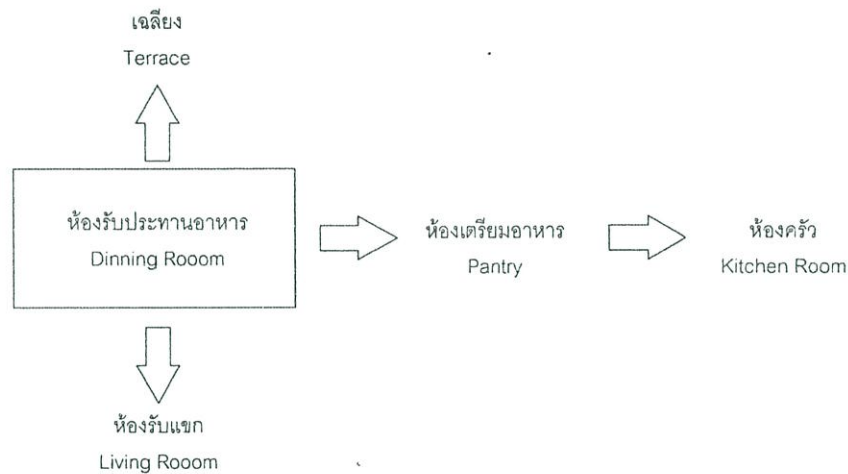 เฉลียง
Terrace
ห้องรับประทานอาหาร
Dinning Rooom
ห้องเตรียมอาหาร
Pantry
ห้องครัว
Kitchen Room
ห้องรับแขก
Living Rooom